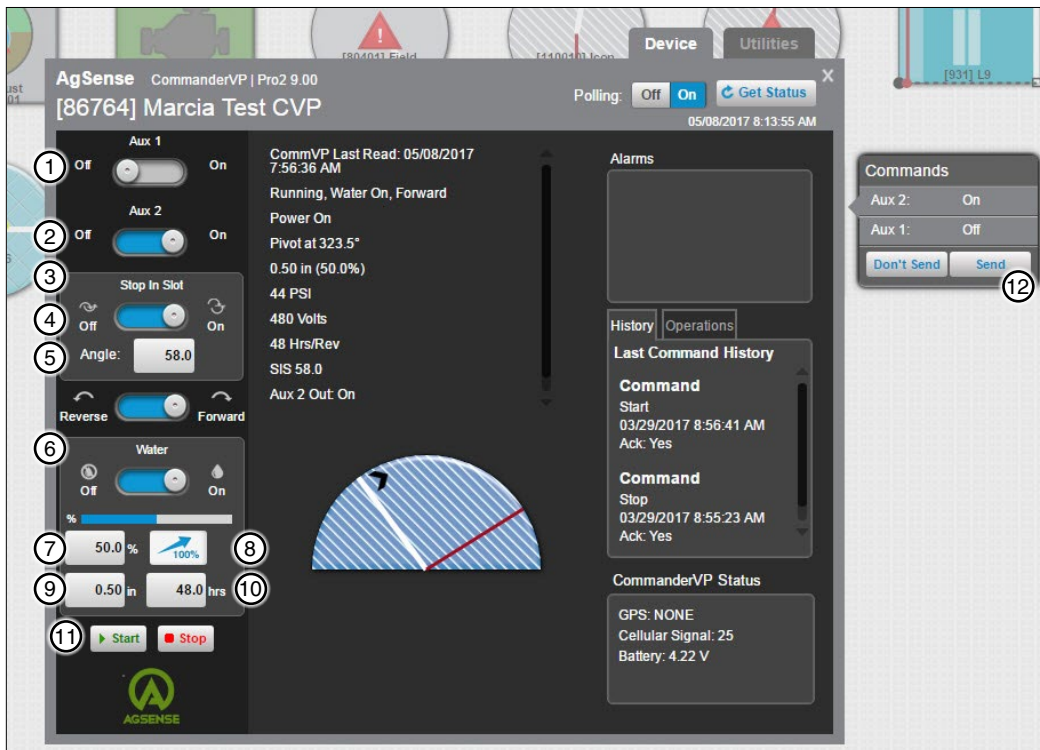 [80401] Field
[110010] Icon
Device
Utilities
[931] L9
ust
01
AgSense CommanderVP | Pro2 9.00
X
[86764] Marcia Test CVP
Polling: Off On Get Status
05/08/2017 8:13:55 AM
Aux 1
1 Off On
Aux 2
2 Off On
3
Stop In Slot
4 Off On
5 Angle: 58.0
Reverse Forward
6
Water
Off On
%
7 50.0 % 100% 8
9 0.50 in 48.0 hrs 10
11 Start Stop
AGSENSE
CommVP Last Read: 05/08/2017
7:56:36 AM
Running, Water On, Forward
Power On
Pivot at 323.5°
0.50 in (50.0%)
44 PSI
480 Volts
48 Hrs/Rev
SIS 58.0
Aux 2 Out: On
Alarms
History Operations
Last Command History
Command
Start
03/29/2017 8:56:41 AM
Ack: Yes
Command
Stop
03/29/2017 8:55:23 AM
Ack: Yes
CommanderVP Status
GPS: NONE
Cellular Signal: 25
Battery: 4.22 V
Commands
Aux 2: On
Aux 1: Off
Don't Send Send
12